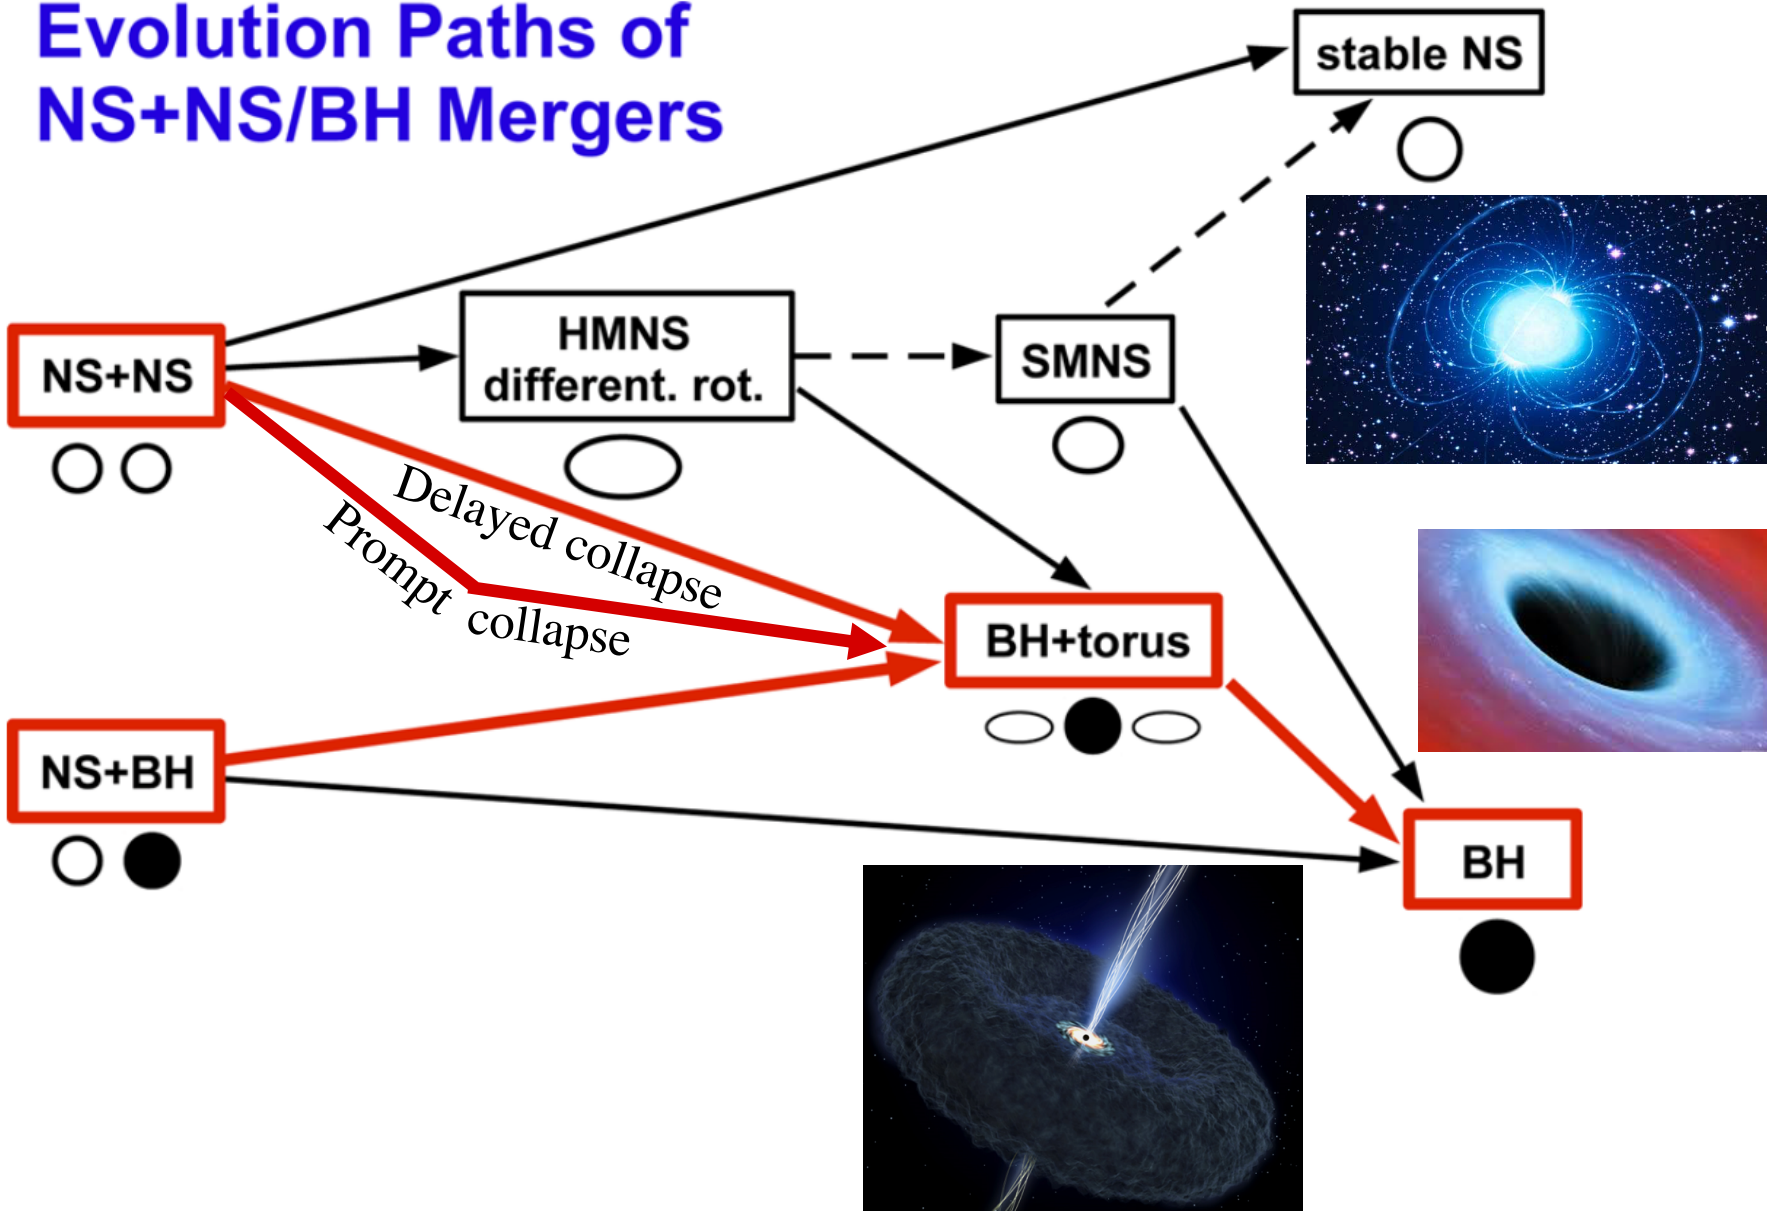 Evolution Paths of
NS+NS/BH Mergers
stable NS
HMNS
different. rot.
SMNS
NS+NS
Delayed collapse
Prompt collapse
BH+torus
NS+BH
BH